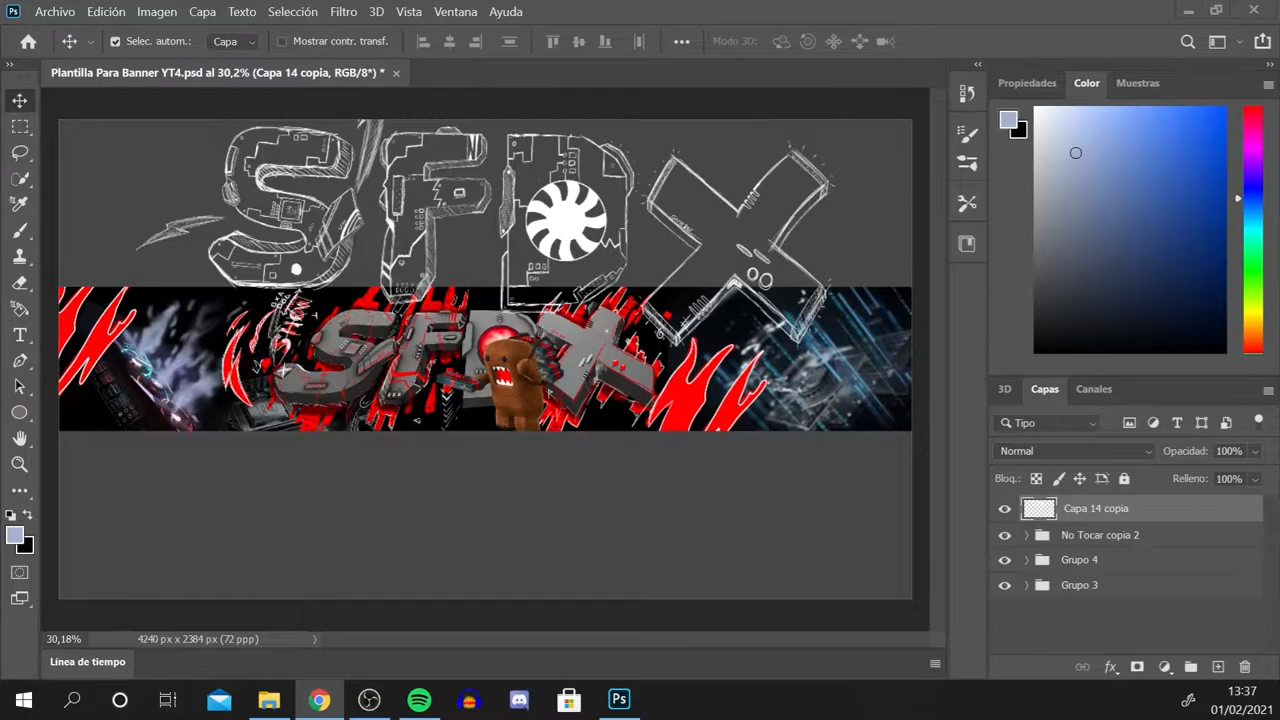 Archivo Edición Imagen Capa Texto Selección Filtro 3D Vista Ventana Ayuda
Selec. autom.: Capa Mostrar contr. transf. Modo 3D:
Plantilla Para Banner YT4.psd al 30,2% (Capa 14 copia, RGB/8*) *
Propiedades Color Muestras
SFDX
SFDX
3D Capas Canales
Tipo
Normal Opacidad: 100%
Bloq.: Relleno: 100%
Capa 14 copia
No Tocar copia 2
Grupo 4
Grupo 3
30,18% 4240 px x 2384 px (72 ppp)
Línea de tiempo
13:37
01/02/2021